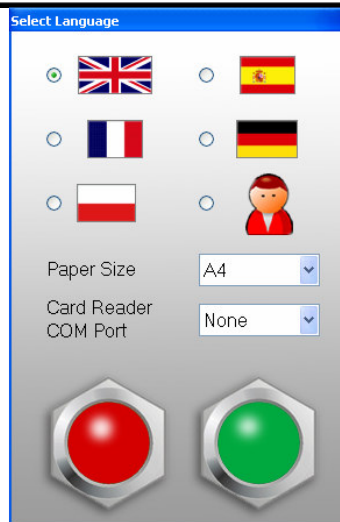 Select Language
Paper Size
A4
Card Reader
COM Port
None